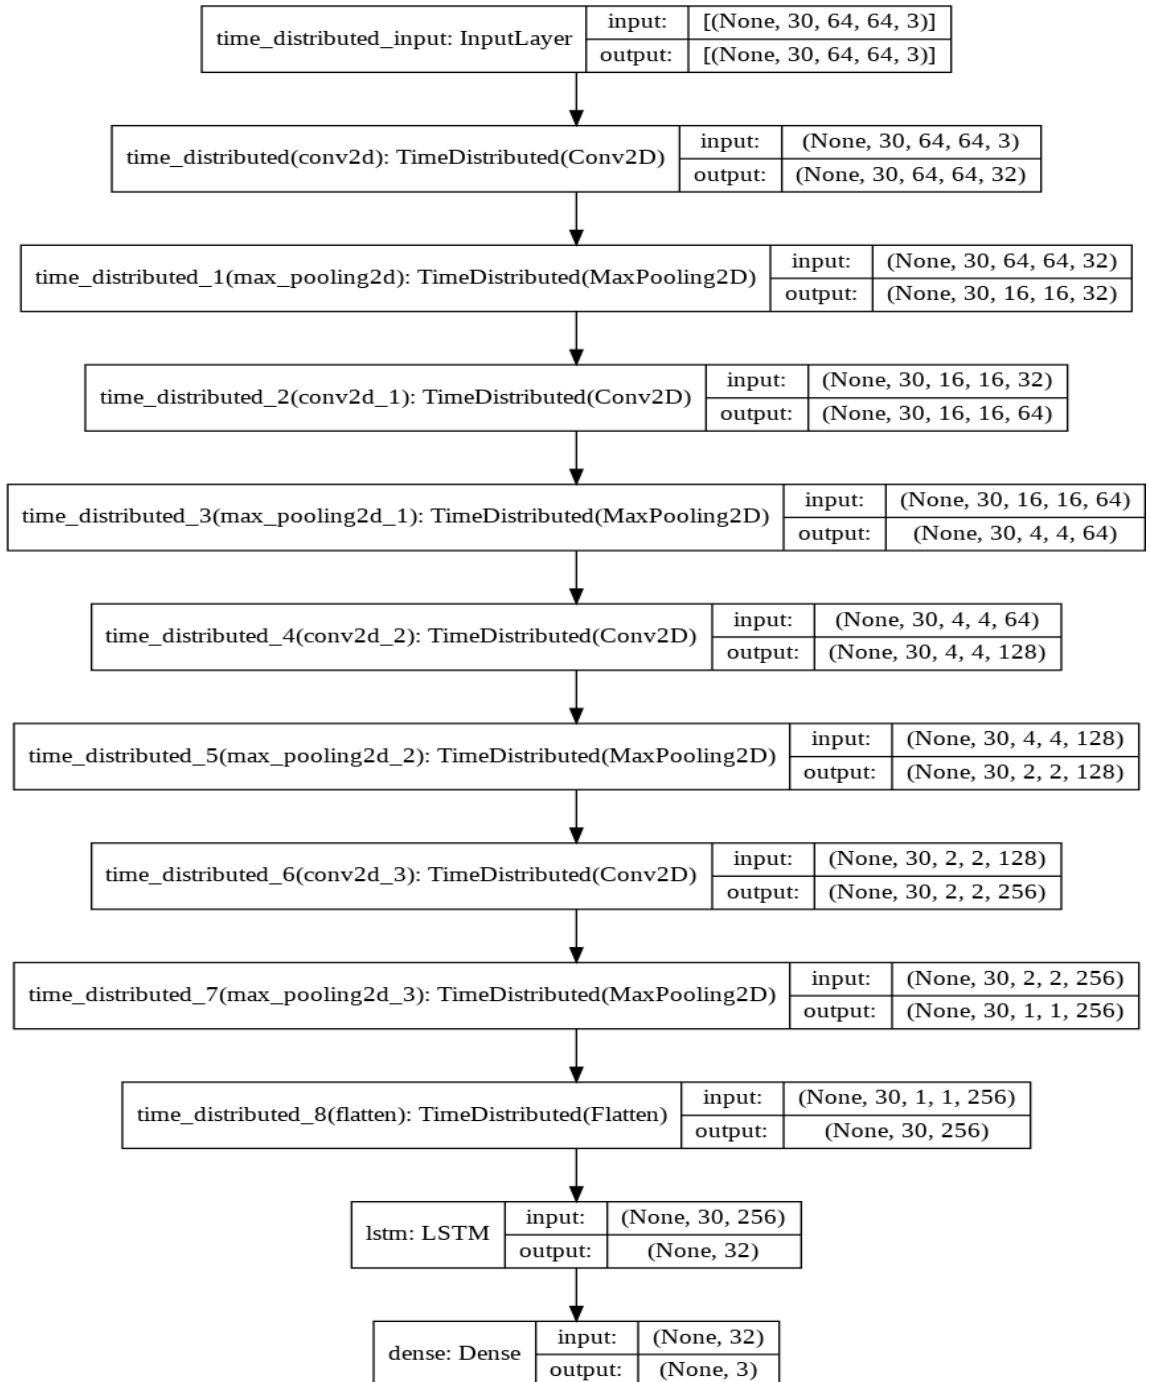 time_distributed_input: InputLayer
input: [(None, 30, 64, 64, 3)]
output: [(None, 30, 64, 64, 3)]
time_distributed(conv2d): TimeDistributed(Conv2D)
input: (None, 30, 64, 64, 3)
output: (None, 30, 64, 64, 32)
time_distributed_1(max_pooling2d): TimeDistributed(MaxPooling2D)
input: (None, 30, 64, 64, 32)
output: (None, 30, 16, 16, 32)
time_distributed_2(conv2d_1): TimeDistributed(Conv2D)
input: (None, 30, 16, 16, 32)
output: (None, 30, 16, 16, 64)
time_distributed_3(max_pooling2d_1): TimeDistributed(MaxPooling2D)
input: (None, 30, 16, 16, 64)
output: (None, 30, 4, 4, 64)
time_distributed_4(conv2d_2): TimeDistributed(Conv2D)
input: (None, 30, 4, 4, 64)
output: (None, 30, 4, 4, 128)
time_distributed_5(max_pooling2d_2): TimeDistributed(MaxPooling2D)
input: (None, 30, 4, 4, 128)
output: (None, 30, 2, 2, 128)
time_distributed_6(conv2d_3): TimeDistributed(Conv2D)
input: (None, 30, 2, 2, 128)
output: (None, 30, 2, 2, 256)
time_distributed_7(max_pooling2d_3): TimeDistributed(MaxPooling2D)
input: (None, 30, 2, 2, 256)
output: (None, 30, 1, 1, 256)
time_distributed_8(flatten): TimeDistributed(Flatten)
input: (None, 30, 1, 1, 256)
output: (None, 30, 256)
lstm: LSTM
input: (None, 30, 256)
output: (None, 32)
dense: Dense
input: (None, 32)
output: (None, 3)